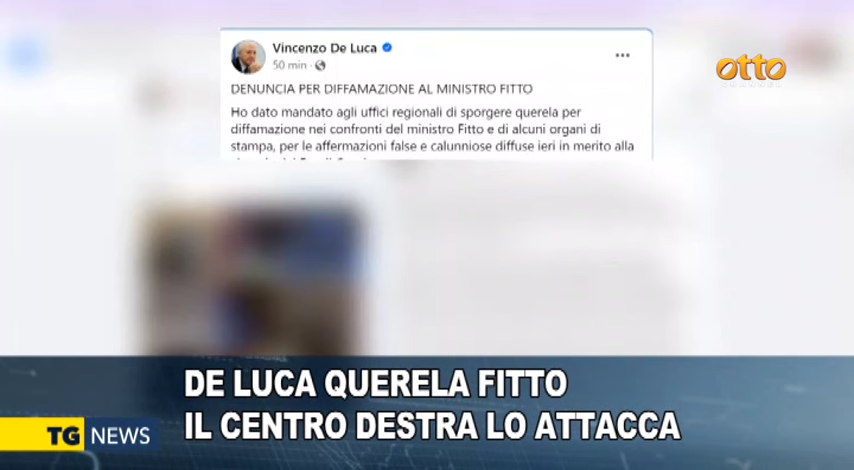 Vincenzo De Luca
50 min ·
DENUNCIA PER DIFFAMAZIONE AL MINISTRO FITTO
Ho dato mandato agli uffici regionali di sporgere querela per
diffamazione nei confronti del ministro Fitto e di alcuni organi di
stampa, per le affermazioni false e calunniose diffuse ieri in merito alla
otto
CHANNEL
DE LUCA QUERELA FITTO
IL CENTRO DESTRA LO ATTACCA
TG NEWS